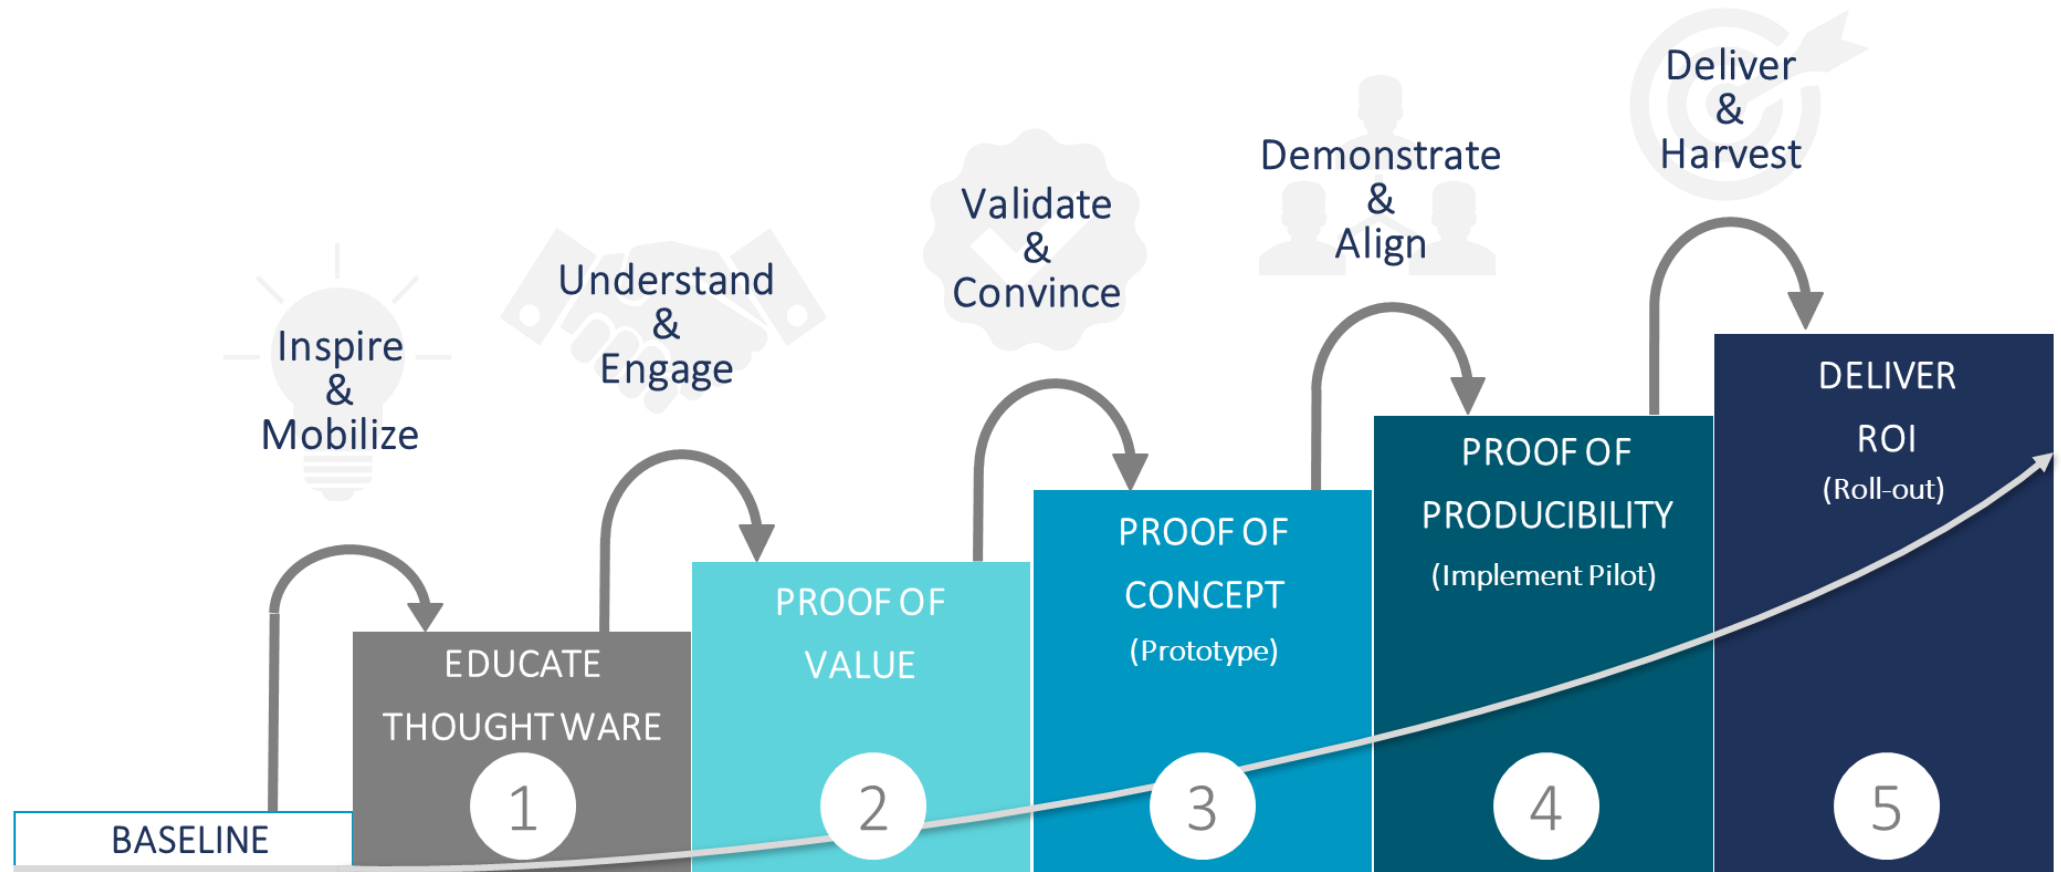 Inspire
&
Mobilize
Understand
&
Engage
Validate
&
Convince
Demonstrate
&
Align
Deliver
&
Harvest
BASELINE
EDUCATE
THOUGHT WARE
1
PROOF OF
VALUE
2
PROOF OF
CONCEPT
(Prototype)
3
PROOF OF
PRODUCIBILITY
(Implement Pilot)
4
DELIVER
ROI
(Roll-out)
5